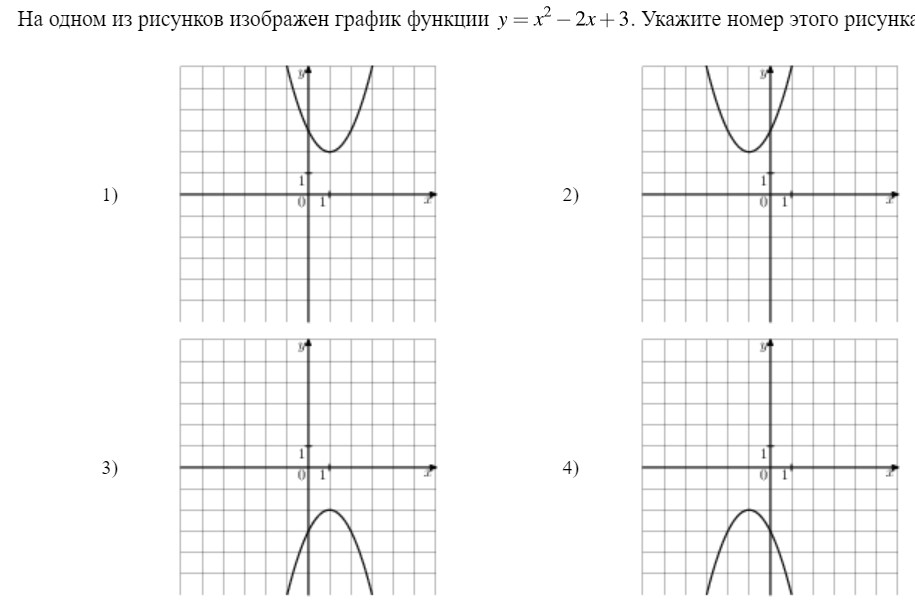 На одном из рисунков изображен график функции y = x² − 2x + 3. Укажите номер этого рисунка
1)
y
1
0 1 x
2)
y
1
0 1 x
3)
y
1
0 1 x
4)
y
1
0 1 x